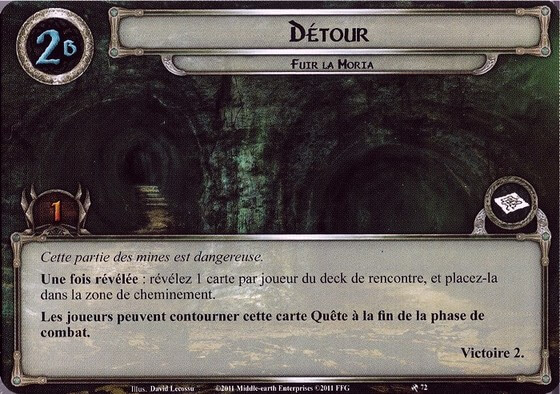 2B
Détour
Fuir la Moria
1
Cette partie des mines est dangereuse.
Une fois révélée : révélez 1 carte par joueur du deck de rencontre, et placez-la
dans la zone de cheminement.
Les joueurs peuvent contourner cette carte Quête à la fin de la phase de
combat.
Victoire 2.
Illus. David Lecossu ©2011 Middle-earth Enterprises ©2011 FFG 72